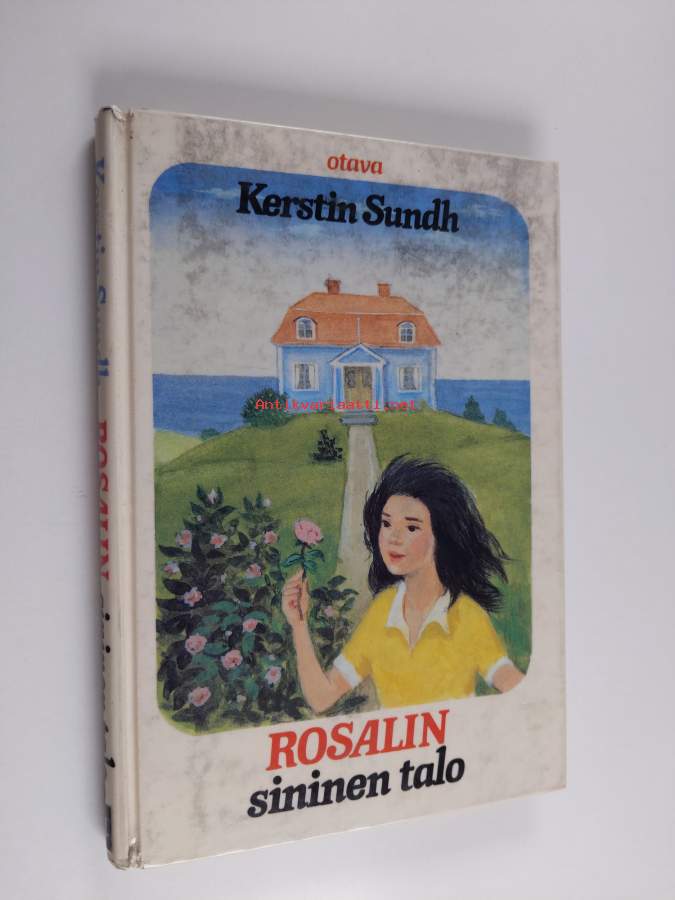 otava
Kerstin Sundh
Antikvariaatti.net
ROSALIN
sininen talo